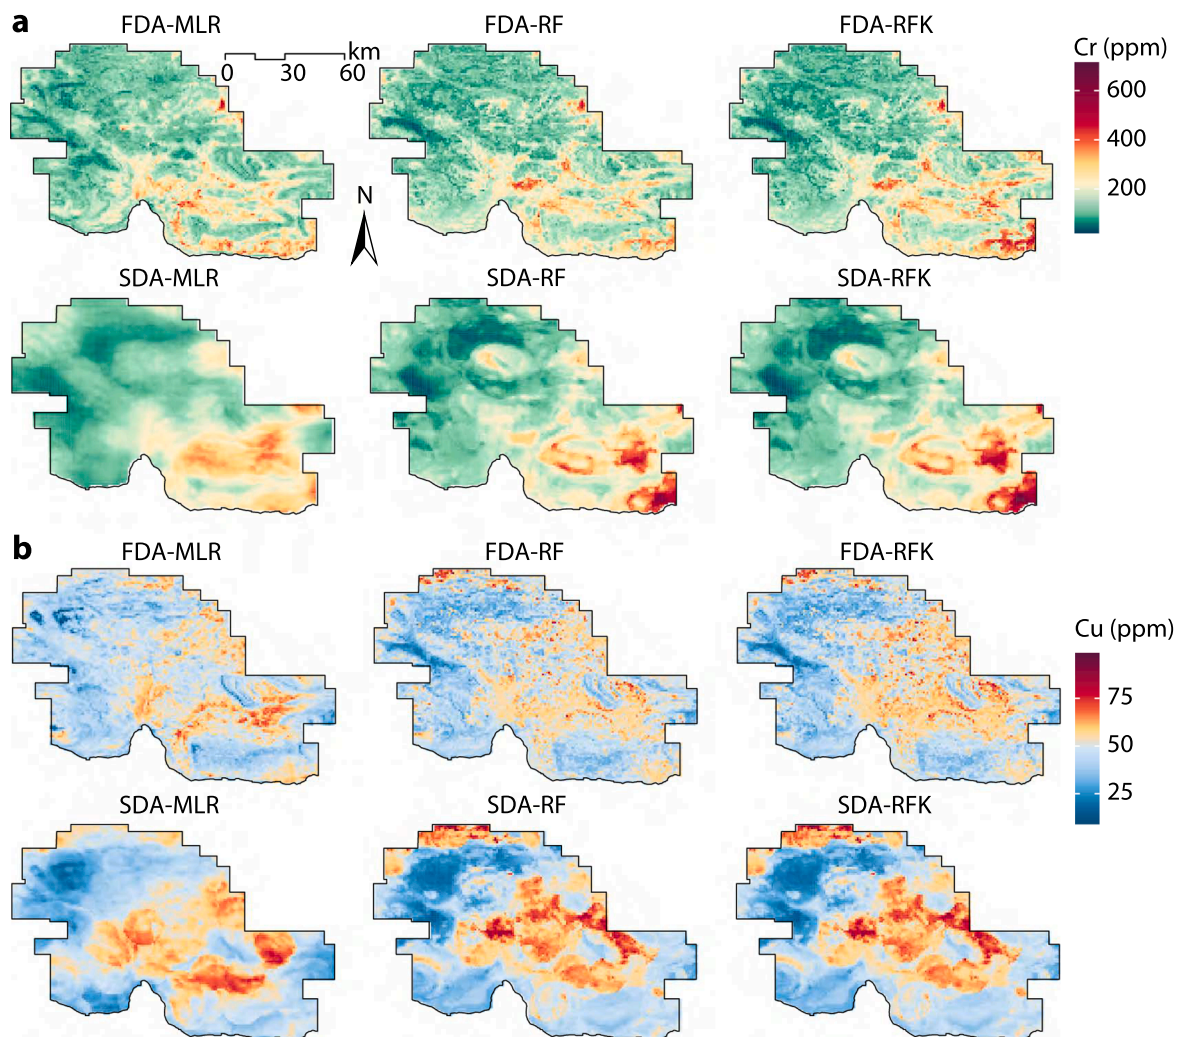 a
FDA-MLR
FDA-RF
FDA-RFK
km
0 30 60
Cr (ppm)
600
400
200
N
SDA-MLR
SDA-RF
SDA-RFK
b
FDA-MLR
FDA-RF
FDA-RFK
Cu (ppm)
75
50
25
SDA-MLR
SDA-RF
SDA-RFK